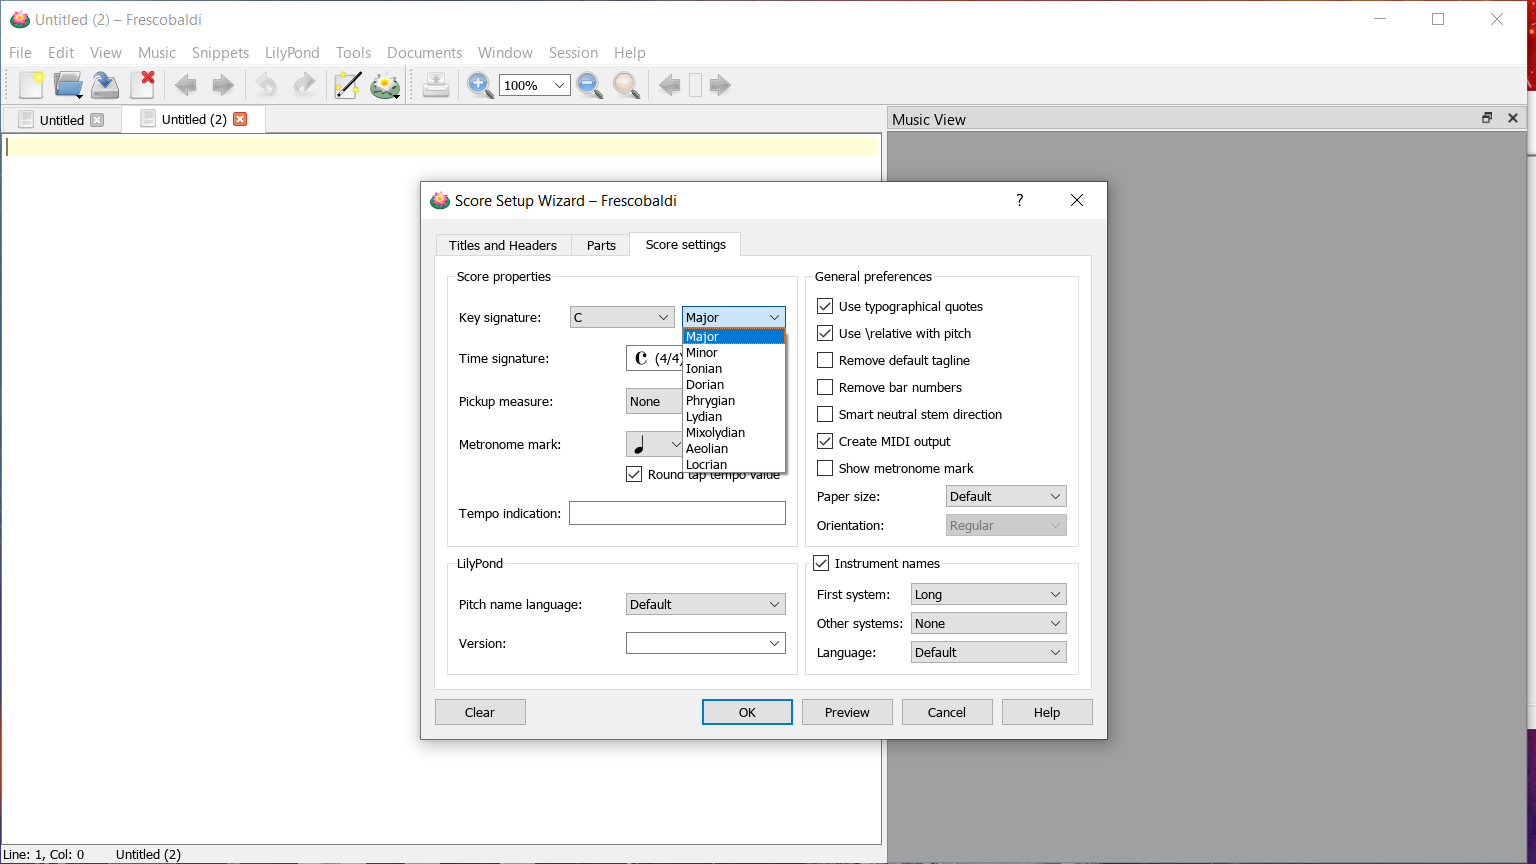 Untitled (2) – Frescobaldi
File Edit View Music Snippets LilyPond Tools Documents Window Session Help
100%
Untitled
Untitled (2)
Music View
Score Setup Wizard – Frescobaldi
?
Titles and Headers
Parts
Score settings
Score properties
Key signature:
C
Major
Major
Minor
Ionian
Dorian
Phrygian
Lydian
Mixolydian
Aeolian
Locrian
Time signature:
(4/4)
Pickup measure:
None
Metronome mark:
Round tap tempo value
Tempo indication:
General preferences
Use typographical quotes
Use \relative with pitch
Remove default tagline
Remove bar numbers
Smart neutral stem direction
Create MIDI output
Show metronome mark
Paper size:
Default
Orientation:
Regular
LilyPond
Pitch name language:
Default
Version:
Instrument names
First system:
Long
Other systems:
None
Language:
Default
Clear
OK
Preview
Cancel
Help
Line: 1, Col: 0
Untitled (2)